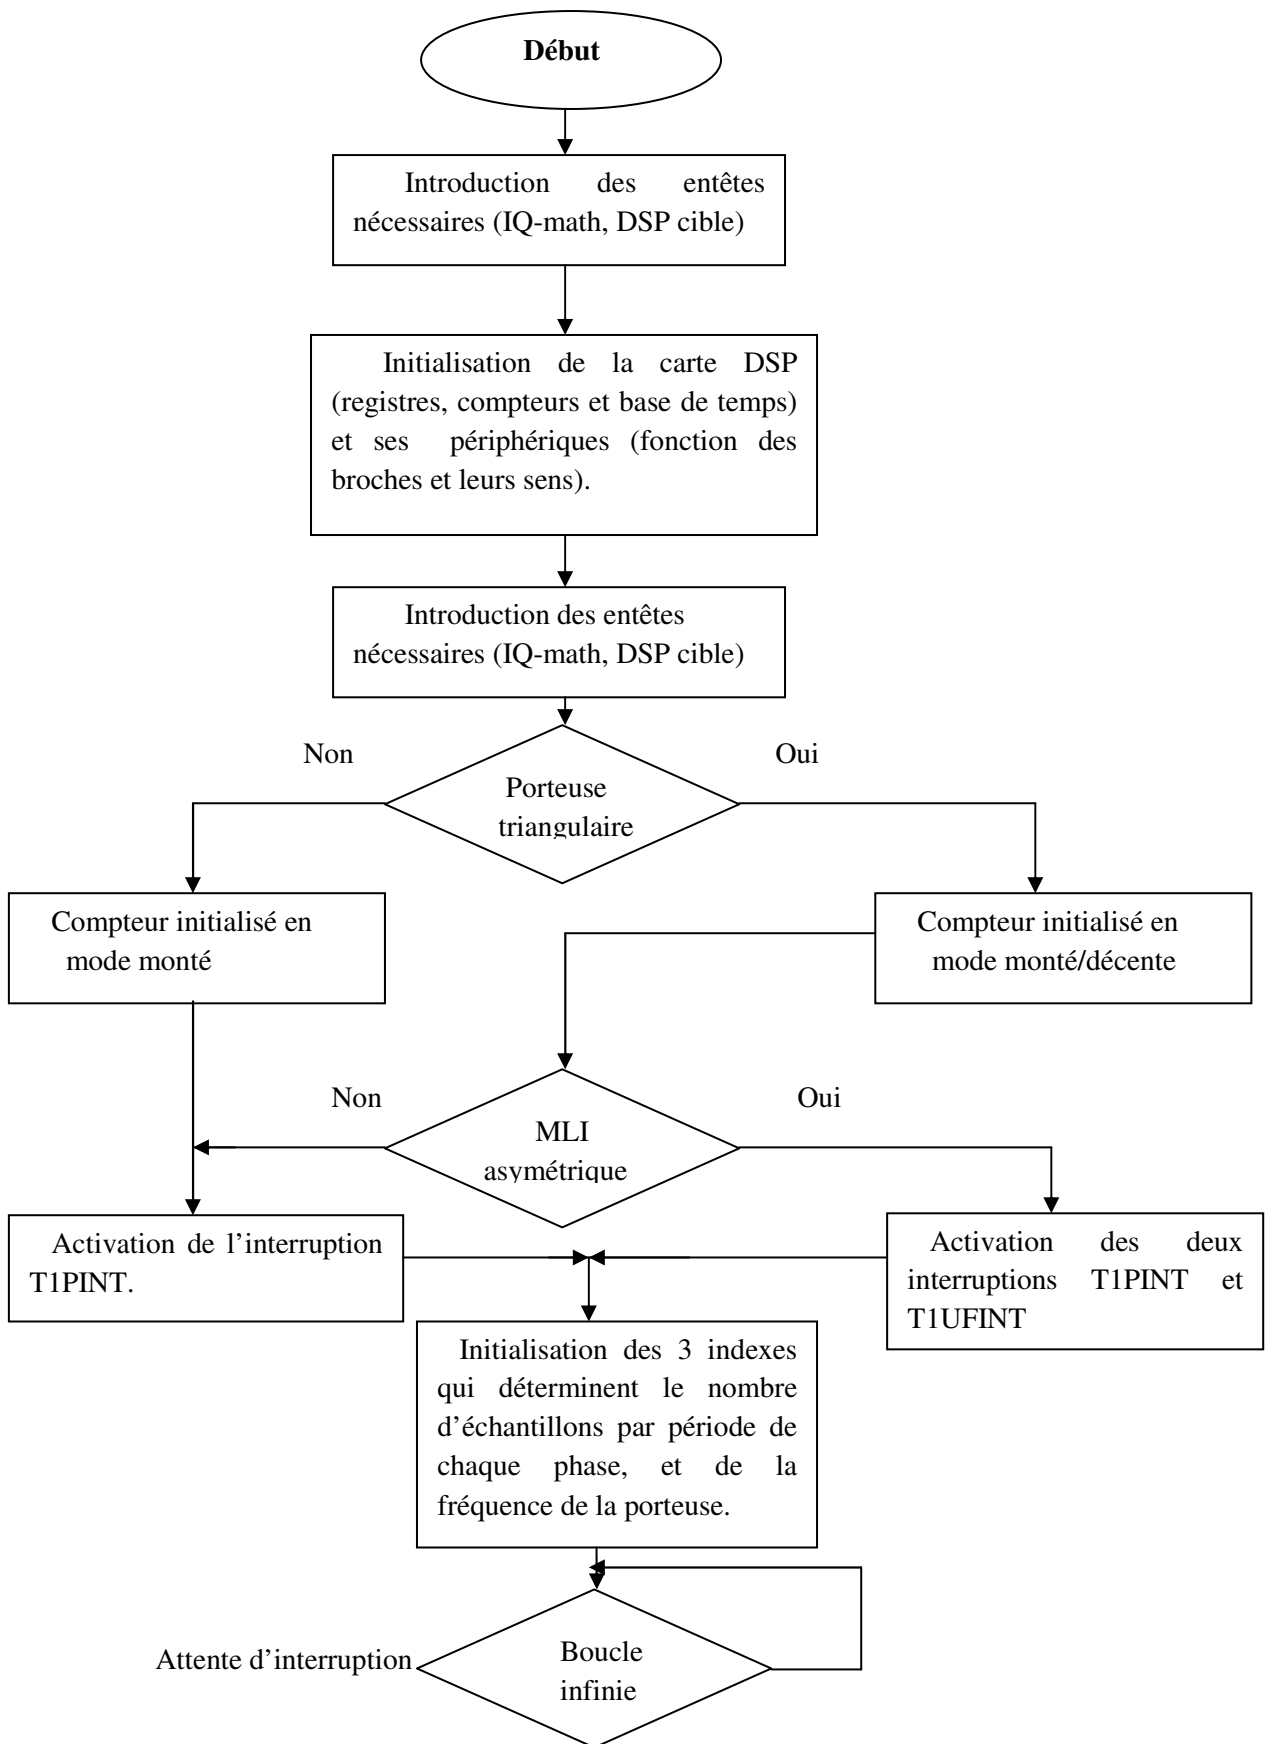 Début
Introduction des entêtes
nécessaires (IQ-math, DSP cible)
Initialisation de la carte DSP
(registres, compteurs et base de temps)
et ses périphériques (fonction des
broches et leurs sens).
Introduction des entêtes
nécessaires (IQ-math, DSP cible)
Non
Oui
Porteuse
triangulaire
Compteur initialisé en
mode monté
Compteur initialisé en
mode monté/décente
Non
Oui
MLI
asymétrique
Activation de l’interruption
T1PINT.
Activation des deux
interruptions T1PINT et
T1UFINT
Initialisation des 3 indexes
qui déterminent le nombre
d’échantillons par période de
chaque phase, et de la
fréquence de la porteuse.
Attente d’interruption
Boucle
infinie